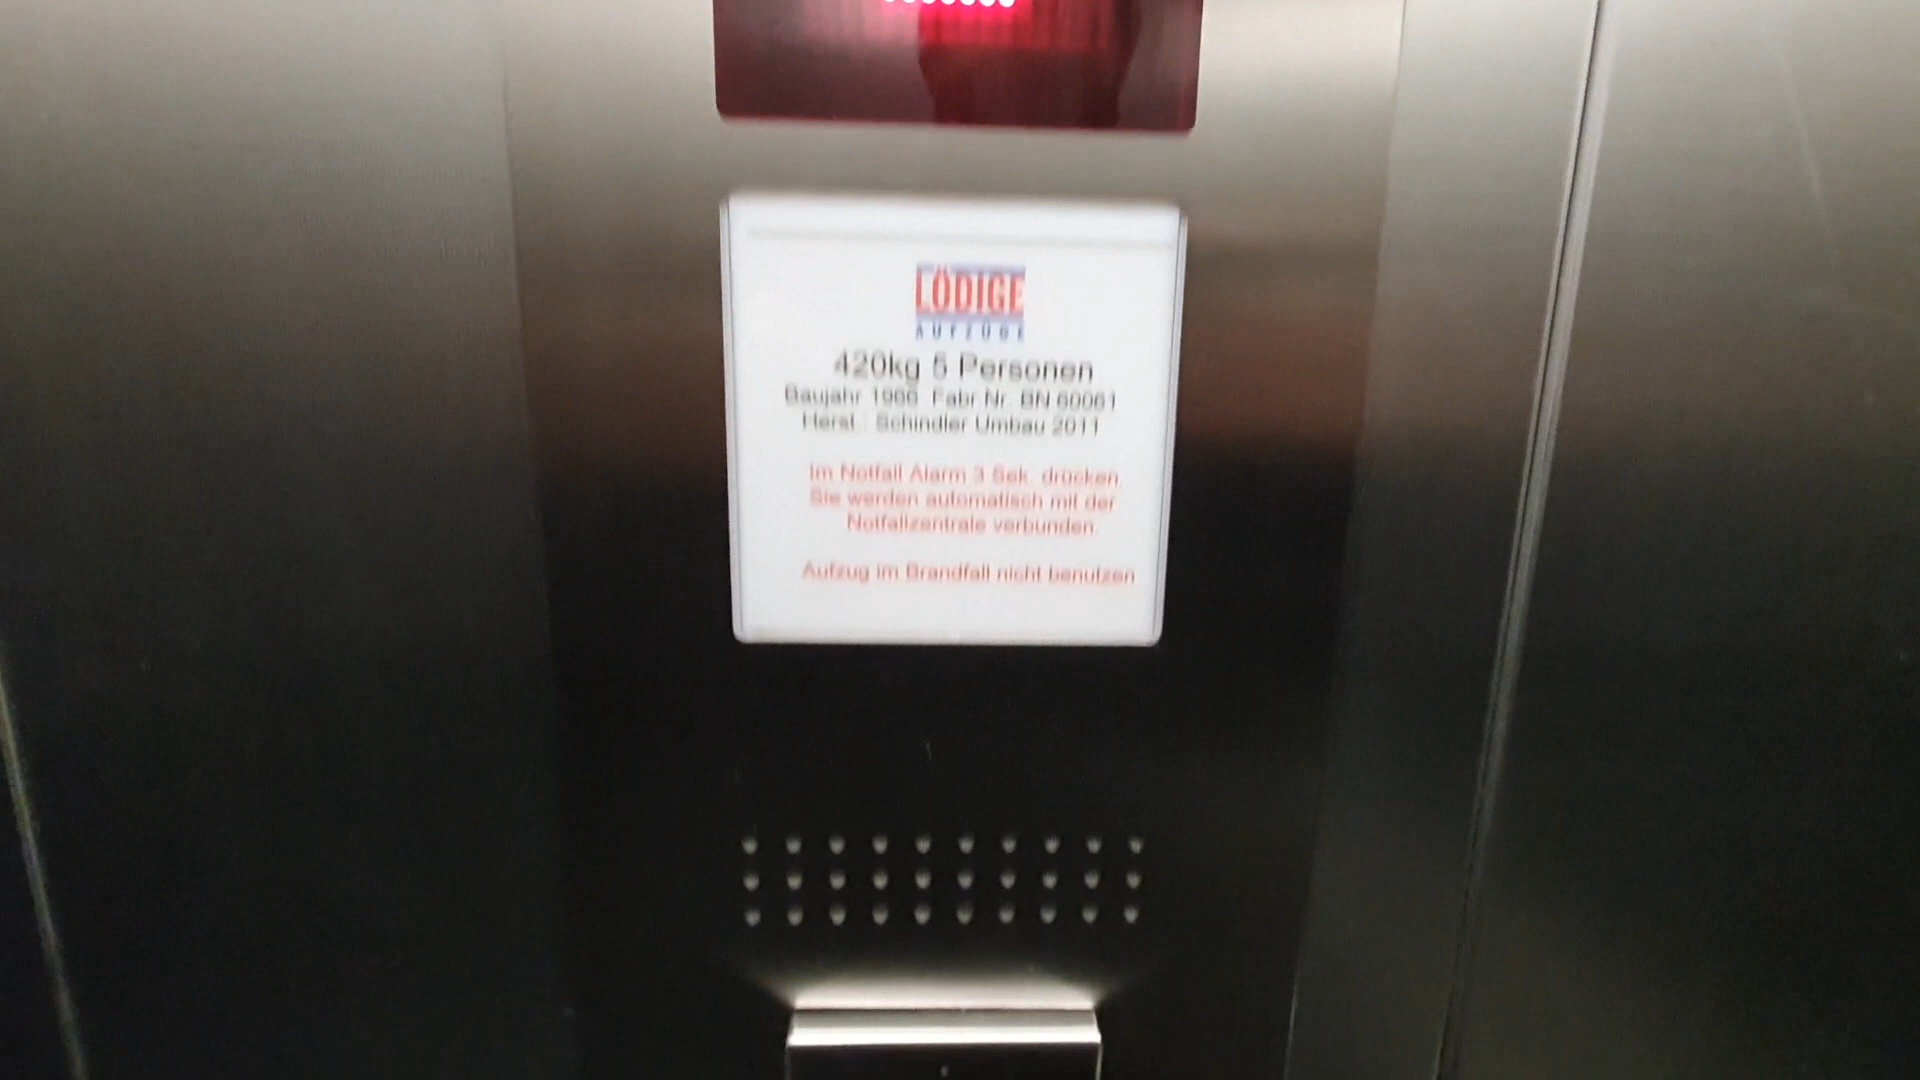 LÖDIGE
AUFZÜGE
420kg 5 Personen
Baujahr 1966 Fabr Nr. BN 60061
Herst.: Schindler Umbau 2011
Im Notfall Alarm 3 Sek. drücken.
Sie werden automatisch mit der
Notfallzentrale verbunden.
Aufzug im Brandfall nicht benutzen